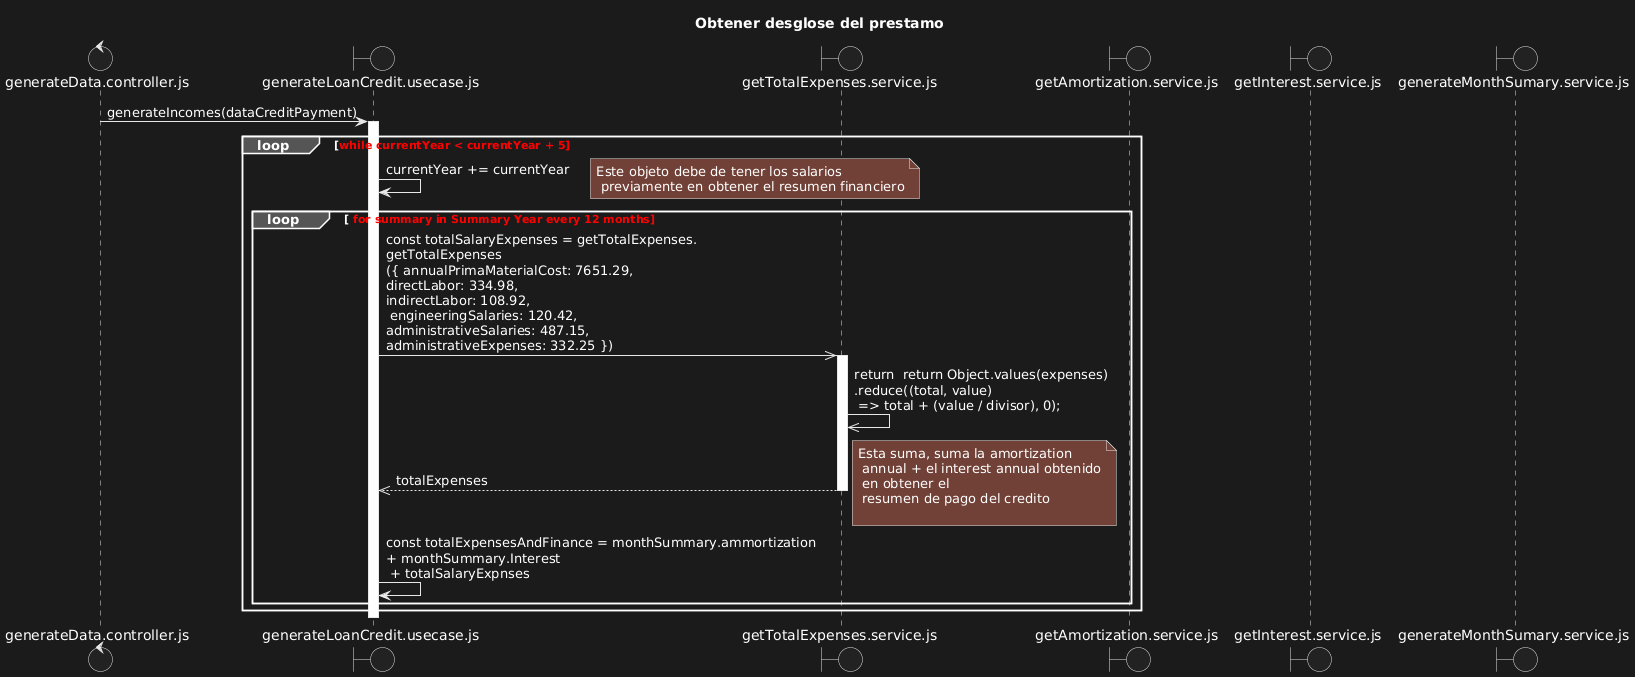 Obtener desglose del prestamo
generateData.controller.js
generateLoanCredit.usecase.js
getTotalExpenses.service.js
getAmortization.service.js
getInterest.service.js
generateMonthSumary.service.js
generateIncomes(dataCreditPayment)
loop [while currentYear < currentYear + 5]
currentYear += currentYear
Este objeto debe de tener los salarios
previamente en obtener el resumen financiero
loop [ for summary in Summary Year every 12 months]
const totalSalaryExpenses = getTotalExpenses.
getTotalExpenses
({ annualPrimaMaterialCost: 7651.29,
directLabor: 334.98,
indirectLabor: 108.92,
engineeringSalaries: 120.42,
administrativeSalaries: 487.15,
administrativeExpenses: 332.25 })
return  return Object.values(expenses)
.reduce((total, value)
=> total + (value / divisor), 0);
Esta suma, suma la amortization
annual + el interest annual obtenido
en obtener el
resumen de pago del credito
totalExpenses
const totalExpensesAndFinance = monthSummary.ammortization
+ monthSummary.Interest
+ totalSalaryExpnses
generateData.controller.js
generateLoanCredit.usecase.js
getTotalExpenses.service.js
getAmortization.service.js
getInterest.service.js
generateMonthSumary.service.js